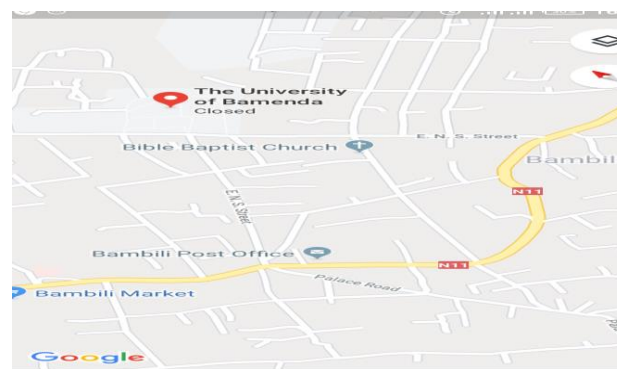 The University
of Bamenda
Closed
E. N. S. Street
Bible Baptist Church
Bambil
N11
E N S Street
Bambili Post Office
N11
Palace Road
Bambili Market
Google